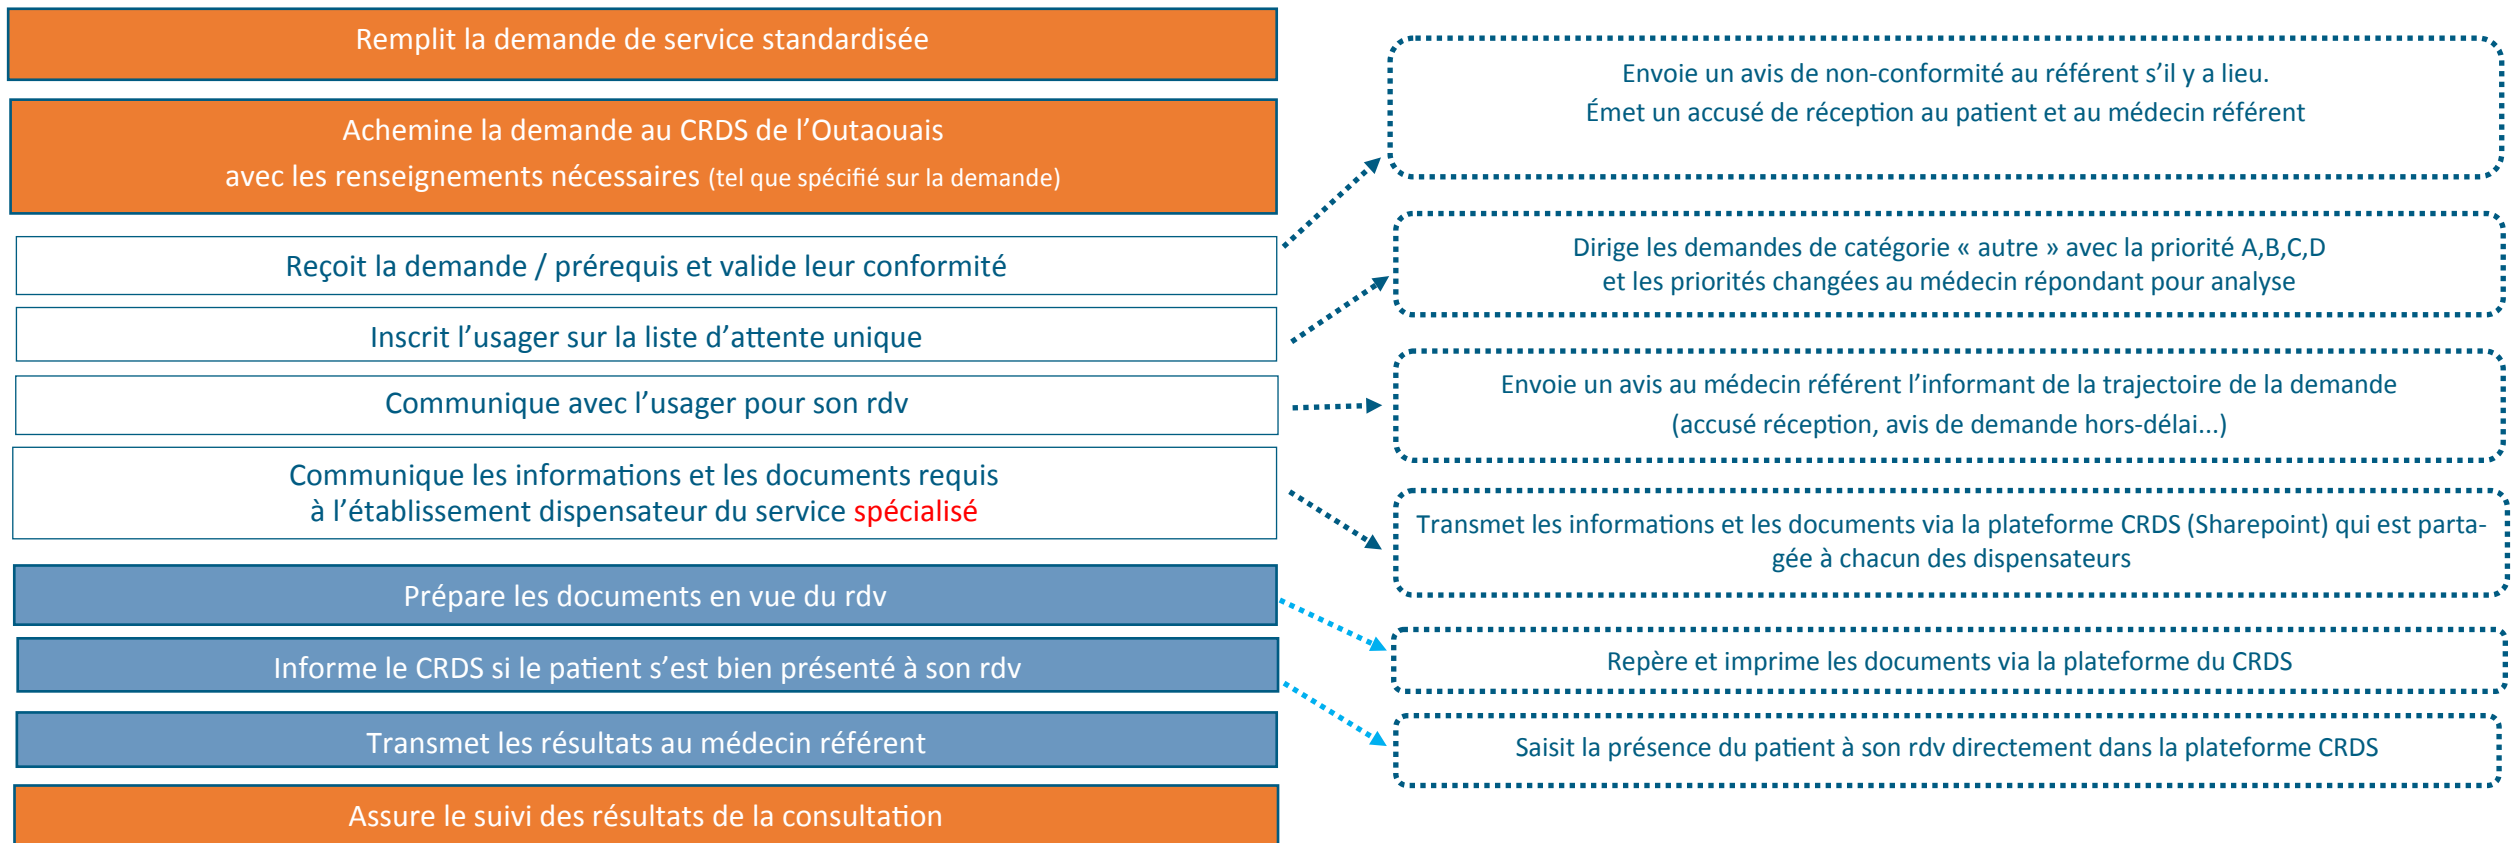 Remplit la demande de service standardisée
Achemine la demande au CRDS de l’Outaouais
avec les renseignements nécessaires (tel que spécifié sur la demande)
Reçoit la demande / prérequis et valide leur conformité
Inscrit l’usager sur la liste d’attente unique
Communique avec l’usager pour son rdv
Communique les informations et les documents requis
à l’établissement dispensateur du service spécialisé
Prépare les documents en vue du rdv
Informe le CRDS si le patient s’est bien présenté à son rdv
Transmet les résultats au médecin référent
Assure le suivi des résultats de la consultation
Envoie un avis de non-conformité au référent s’il y a lieu.
Émet un accusé de réception au patient et au médecin référent
Dirige les demandes de catégorie « autre » avec la priorité A,B,C,D
et les priorités changées au médecin répondant pour analyse
Envoie un avis au médecin référent l’informant de la trajectoire de la demande
(accusé réception, avis de demande hors-délai...)
Transmet les informations et les documents via la plateforme CRDS (Sharepoint) qui est parta-
gée à chacun des dispensateurs
Repère et imprime les documents via la plateforme du CRDS
Saisit la présence du patient à son rdv directement dans la plateforme CRDS